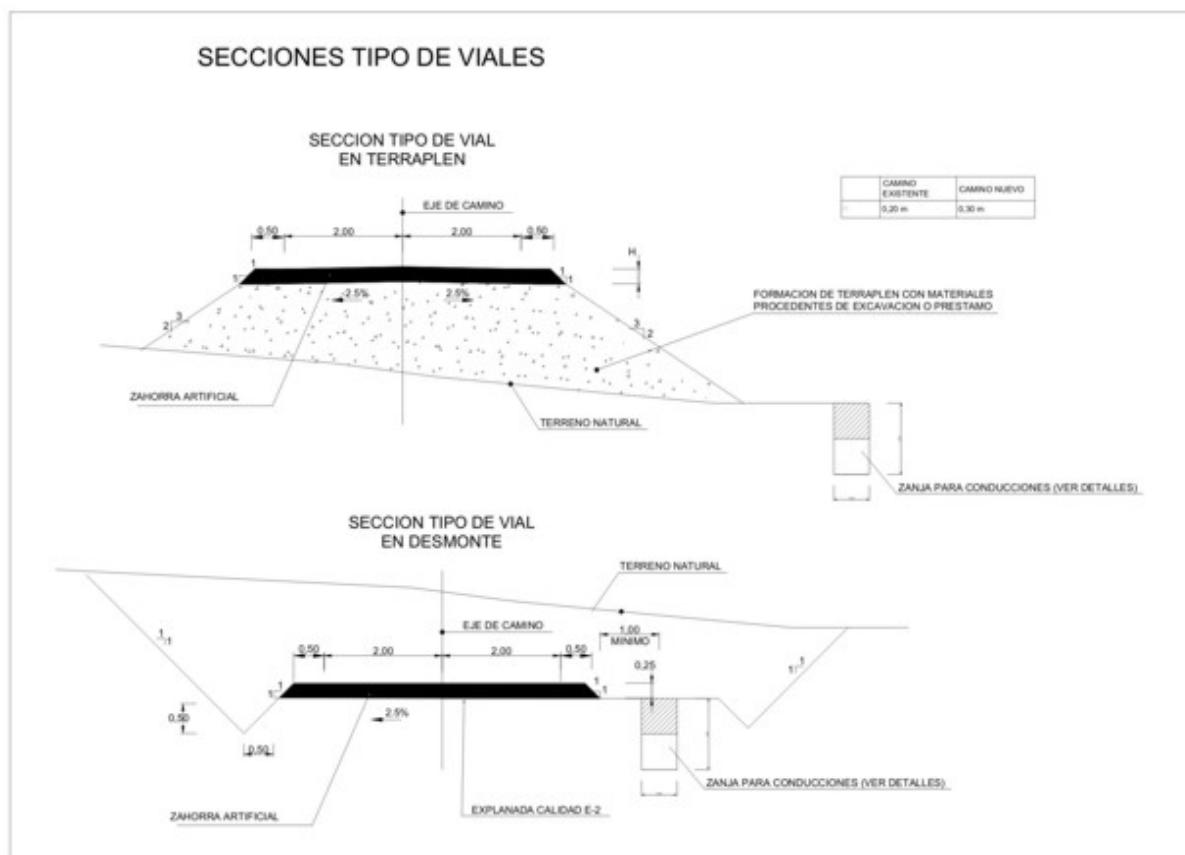 SECCIONES TIPO DE VIALES
SECCION TIPO DE VIAL
EN TERRAPLEN
CAMINO
EXISTENTE
CAMINO NUEVO
0,20 m
0,30 m
EJE DE CAMINO
0,50
2,00
2,00
0,50
H
1
1
1
1
2.5%
2.5%
3
2
3
2
FORMACION DE TERRAPLEN CON MATERIALES
PROCEDENTES DE EXCAVACION O PRESTAMO
ZAHORRA ARTIFICIAL
TERRENO NATURAL
ZANJA PARA CONDUCCIONES (VER DETALLES)
SECCION TIPO DE VIAL
EN DESMONTE
TERRENO NATURAL
EJE DE CAMINO
1,00
MINIMO
1
1
0,50
2,00
2,00
0,50
0,25
1
1
1
1
1
1
0,50
2.5%
0,50
ZANJA PARA CONDUCCIONES (VER DETALLES)
ZAHORRA ARTIFICIAL
EXPLANADA CALIDAD E-2